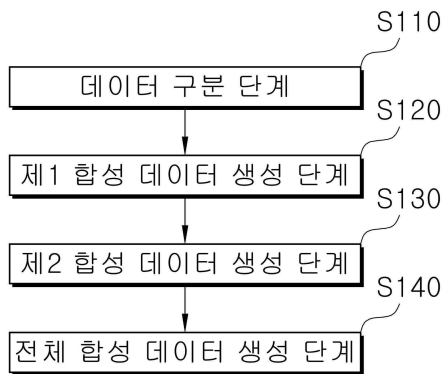 S110
데이터 구분 단계
S120
제1 합성 데이터 생성 단계
S130
제2 합성 데이터 생성 단계
S140
전체 합성 데이터 생성 단계